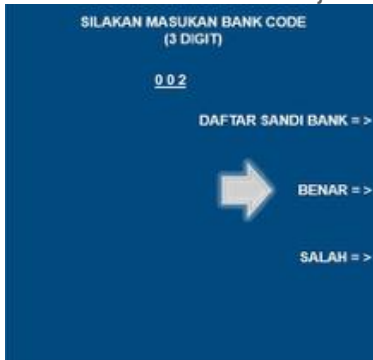 SILAKAN MASUKAN BANK CODE
(3 DIGIT)
002
DAFTAR SANDI BANK = >
BENAR = >
SALAH = >